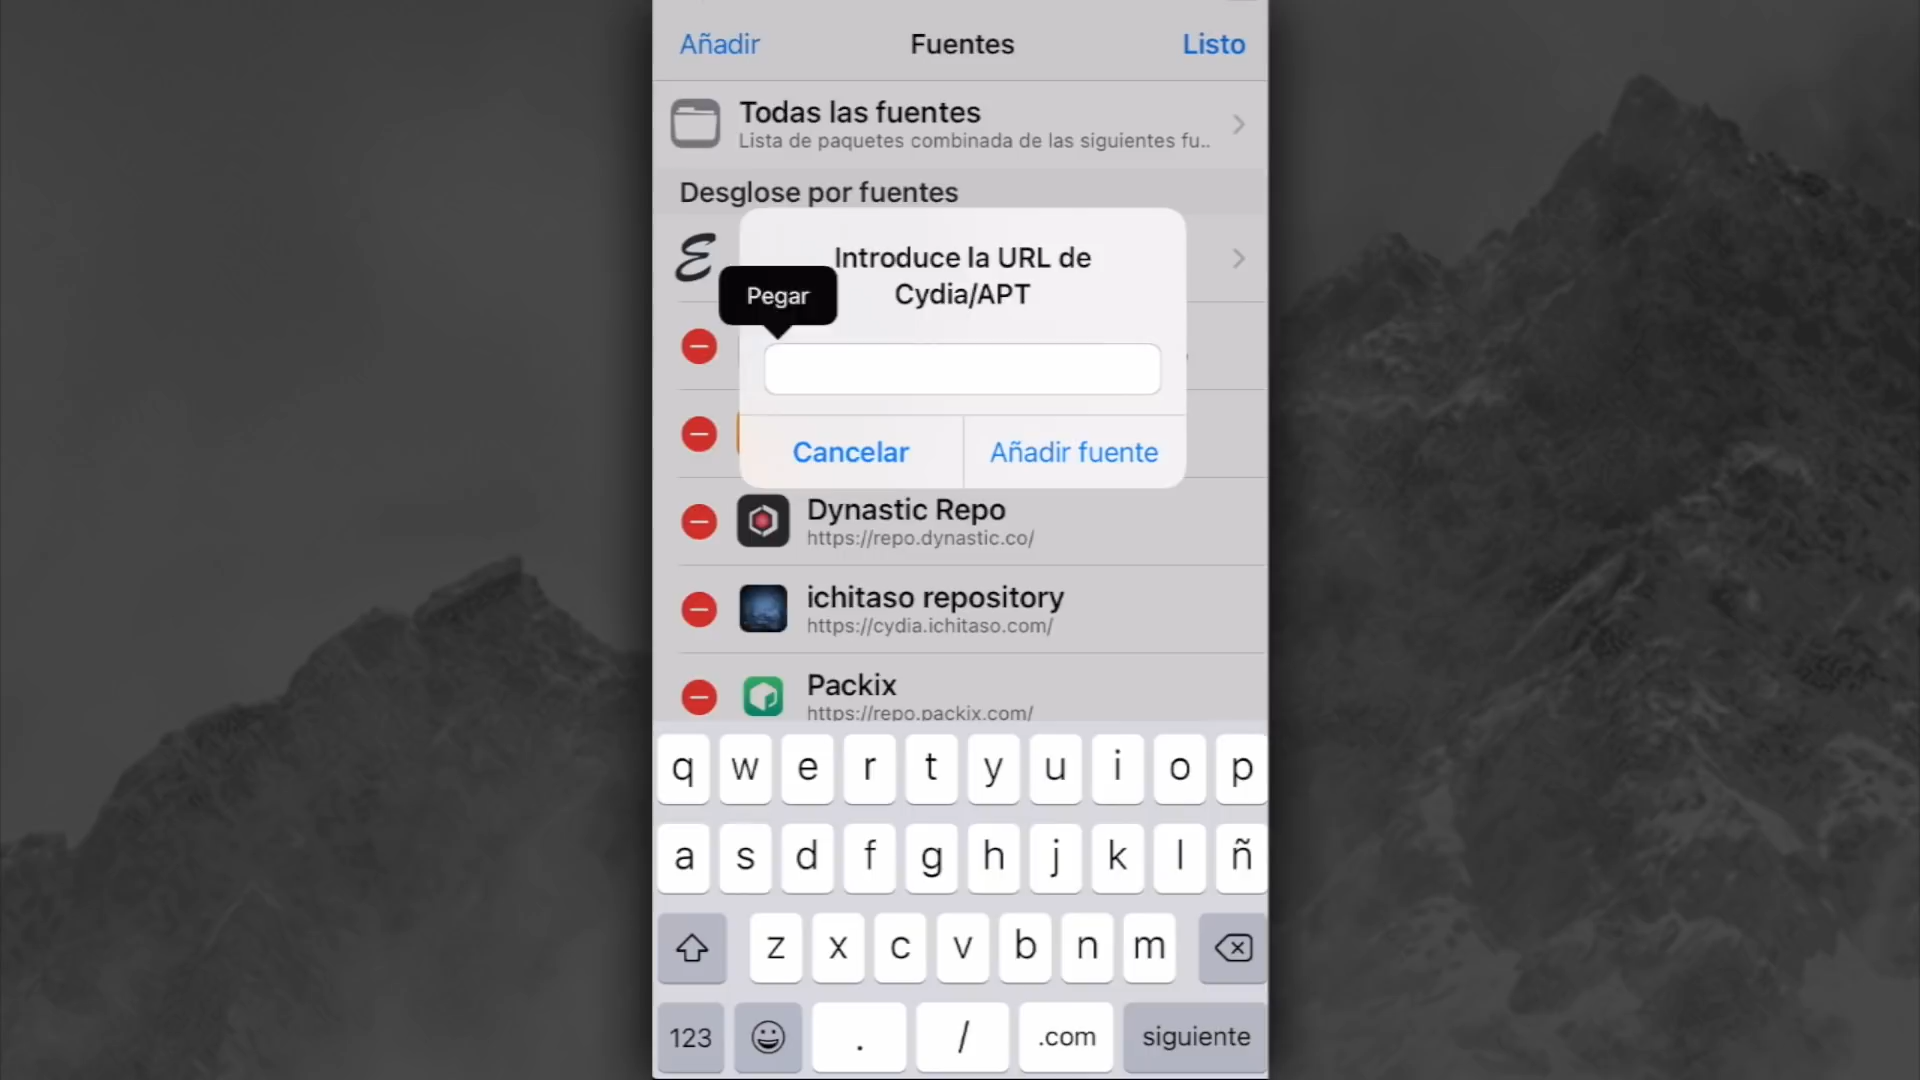 Añadir Fuentes Listo
Todas las fuentes
Lista de paquetes combinada de las siguientes fu..
Desglose por fuentes
Introduce la URL de
Cydia/APT
Pegar
Cancelar Añadir fuente
Dynastic Repo
https://repo.dynastic.co/
ichitaso repository
https://cydia.ichitaso.com/
Packix
https://repo.packix.com/
q w e r t y u i o p
a s d f g h j k l ñ
z x c v b n m
123 . / .com siguiente